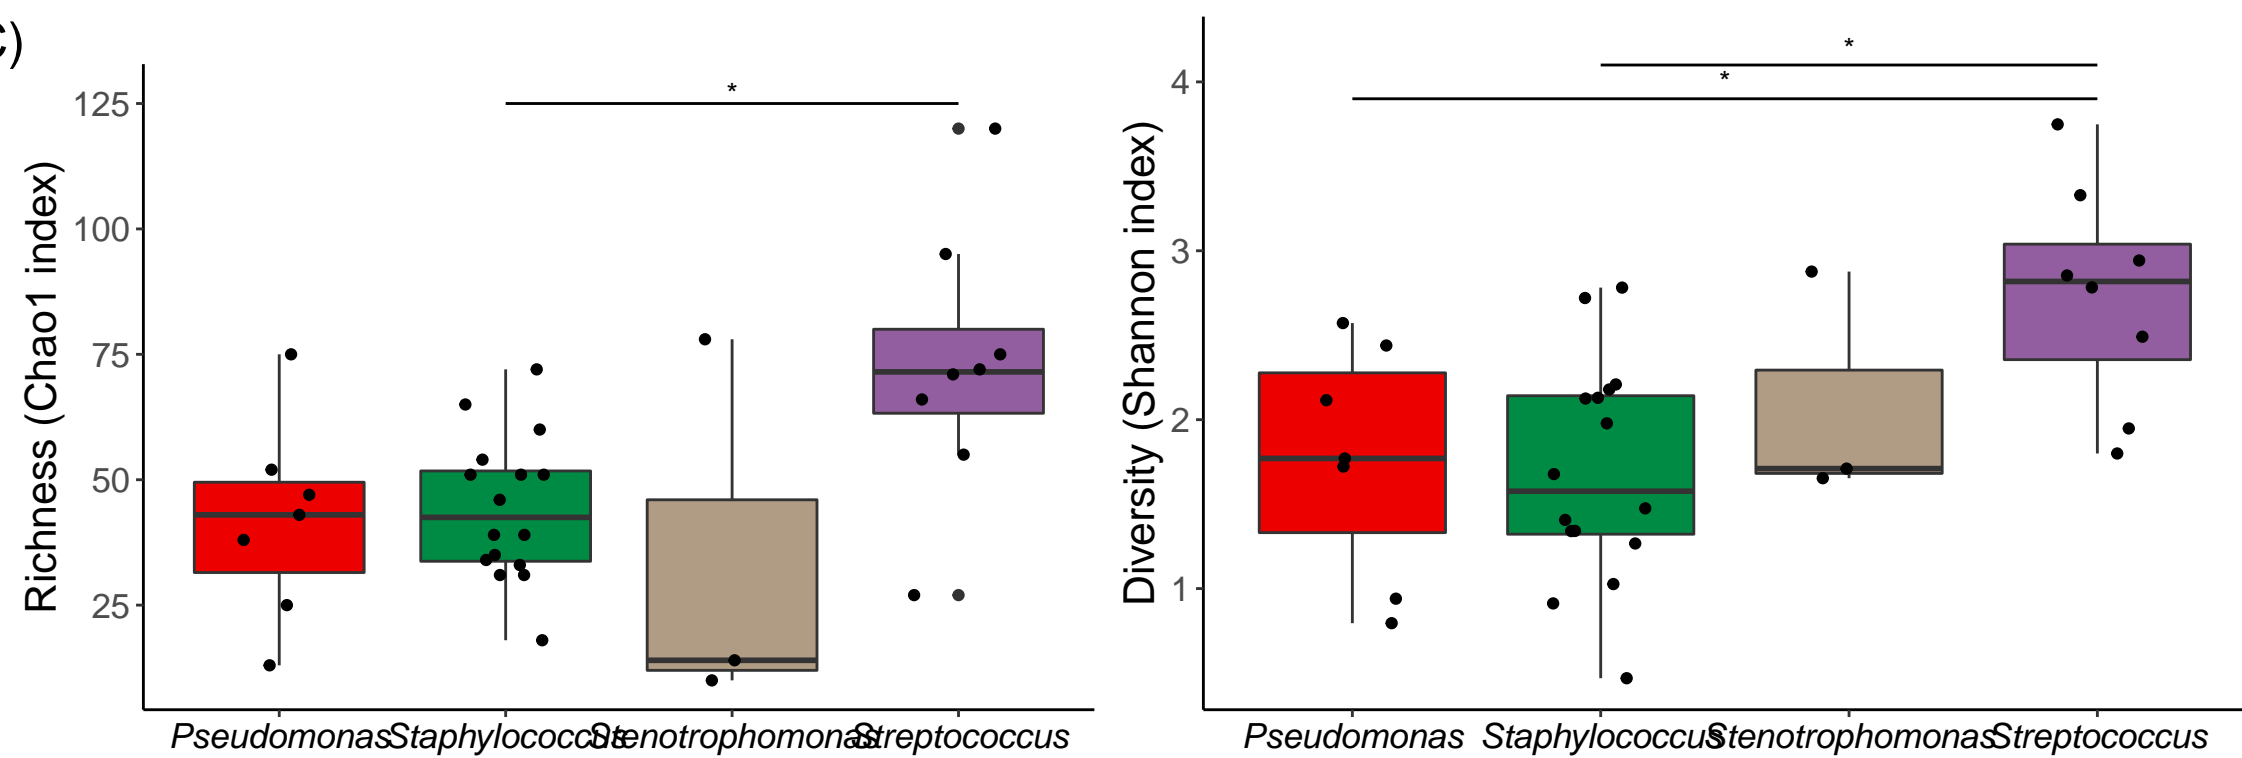 C)
*
125
100
75
50
25
Richness (Chao1 index)
Pseudomonas Staphylococcus Stenotrophomonas Streptococcus
*
*
4
3
2
1
Diversity (Shannon index)
Pseudomonas Staphylococcus Stenotrophomonas Streptococcus